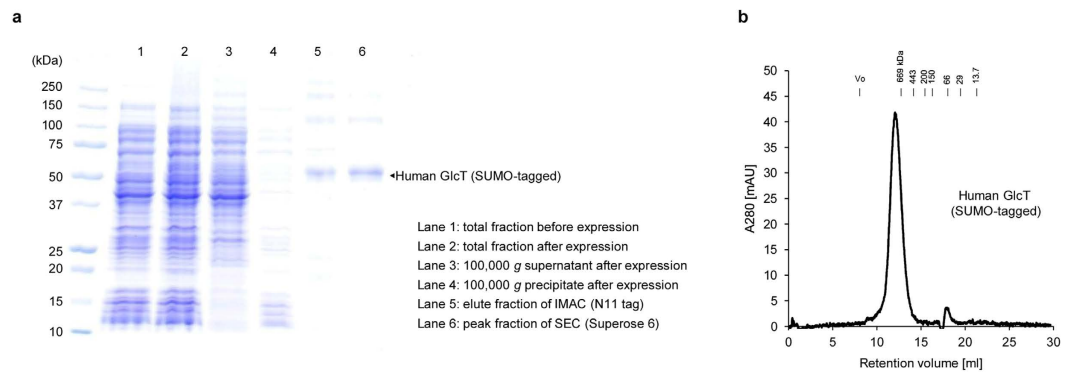 a
1 2 3 4 5 6
(kDa)
250
150
100
75
50
37
25
20
15
10
◂Human GlcT (SUMO-tagged)
Lane 1: total fraction before expression
Lane 2: total fraction after expression
Lane 3: 100,000 g supernatant after expression
Lane 4: 100,000 g precipitate after expression
Lane 5: elute fraction of IMAC (N11 tag)
Lane 6: peak fraction of SEC (Superose 6)
b
Vo
669 kDa
443
200
150
66
29
13.7
50
45
40
35
30
25
20
15
10
5
0
A280 [mAU]
Human GlcT
(SUMO-tagged)
0 5 10 15 20 25 30
Retention volume [ml]